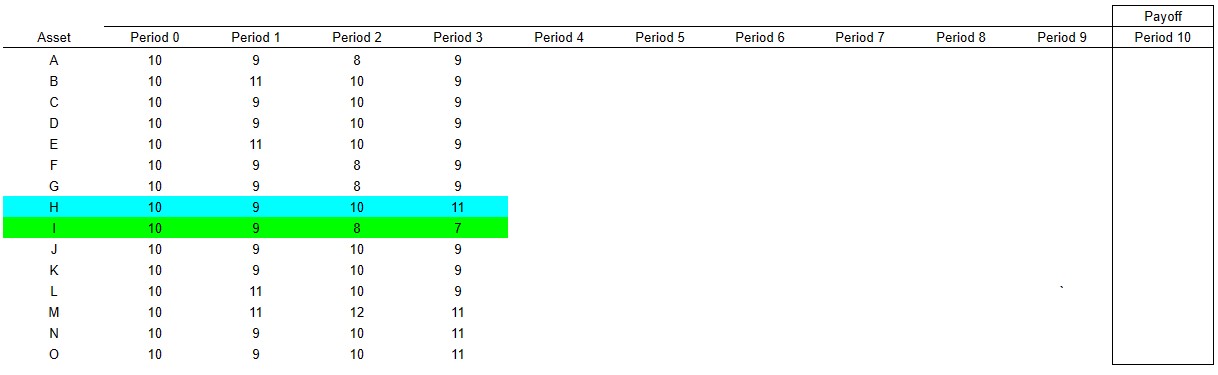 Payoff
Asset Period 0 Period 1 Period 2 Period 3 Period 4 Period 5 Period 6 Period 7 Period 8 Period 9 Period 10
A 10 9 8 9
B 10 11 10 9
C 10 9 10 9
D 10 9 10 9
E 10 11 10 9
F 10 9 8 9
G 10 9 8 9
H 10 9 10 11
I 10 9 8 7
J 10 9 10 9
K 10 9 10 9
L 10 11 10 9 `
M 10 11 12 11
N 10 9 10 11
O 10 9 10 11